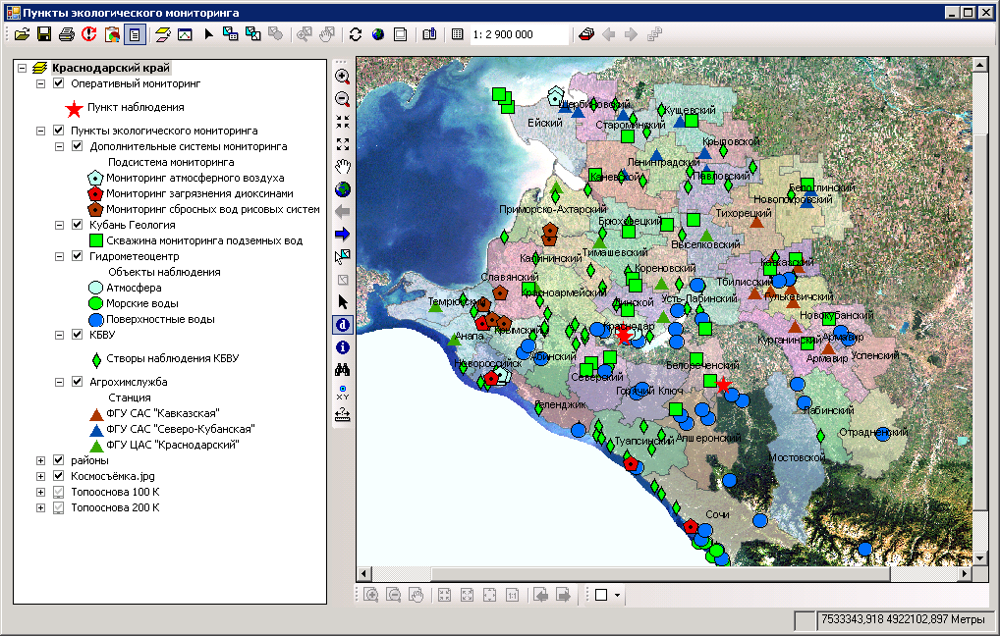 Пункты экологического мониторинга
1: 2 900 000
Краснодарский край
Оперативный мониторинг
Пункт наблюдения
Пункты экологического мониторинга
Дополнительные системы мониторинга
Подсистема мониторинга
Мониторинг атмосферного воздуха
Мониторинг загрязнения диоксинами
Мониторинг сбросных вод рисовых систем
Кубань Геология
Скважина мониторинга подземных вод
Гидрометеоцентр
Объекты наблюдения
Атмосфера
Морские воды
Поверхностные воды
КБВУ
Створы наблюдения КБВУ
Агрохимслужба
Станция
ФГУ САС "Кавказская"
ФГУ САС "Северо-Кубанская"
ФГУ ЦАС "Краснодарский"
районы
Космосъёмка.jpg
Топооснова 100 К
Топооснова 200 К
XY
Щербиновский
Ейский
Кущевский
Староминский
Крыловской
Ленинградский
Каневской
Павловский
Белоглинский
Новопокровский
Приморско-Ахтарский
Тихорецкий
Брюховецкий
Выселковский
Тимашевский
Калининский
Кавказский
Кореновский
Славянский
Тбилисский
Красноармейский
Усть-Лабинский
Гулькевичский
Темрюкский
Динской
Новокубанский
Краснодар
Крымский
Анапа
Курганинский
Армавир
Абинский
Армавир
Успенский
Новороссийск
Белореченский
Северский
Горячий Ключ
Геленджик
Лабинский
Отрадненский
Апшеронский
Туапсинский
Мостовской
Сочи
1:1
7533343,918 4922102,897 Метры